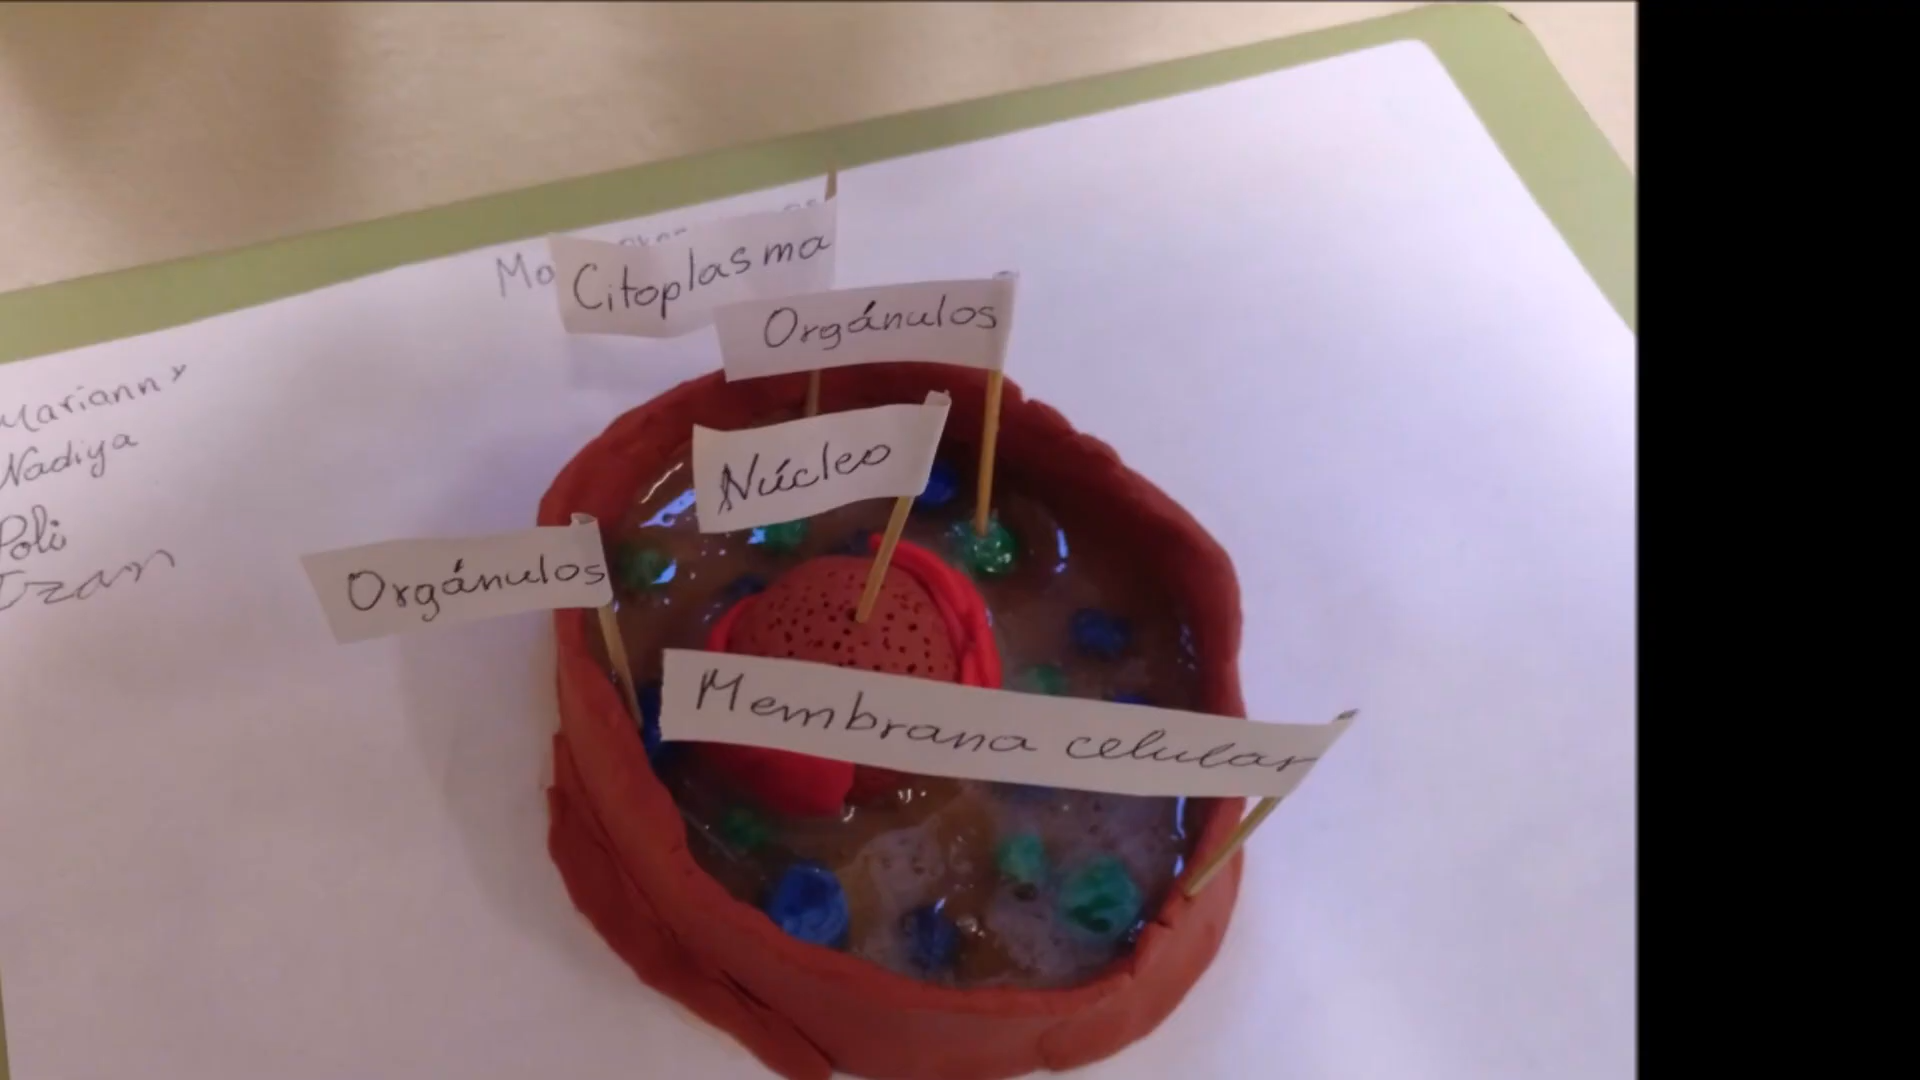 Citoplasma
Orgánulos
Núcleo
Orgánulos
Membrana celular
Mariann
Nadiya
Poli
Izan